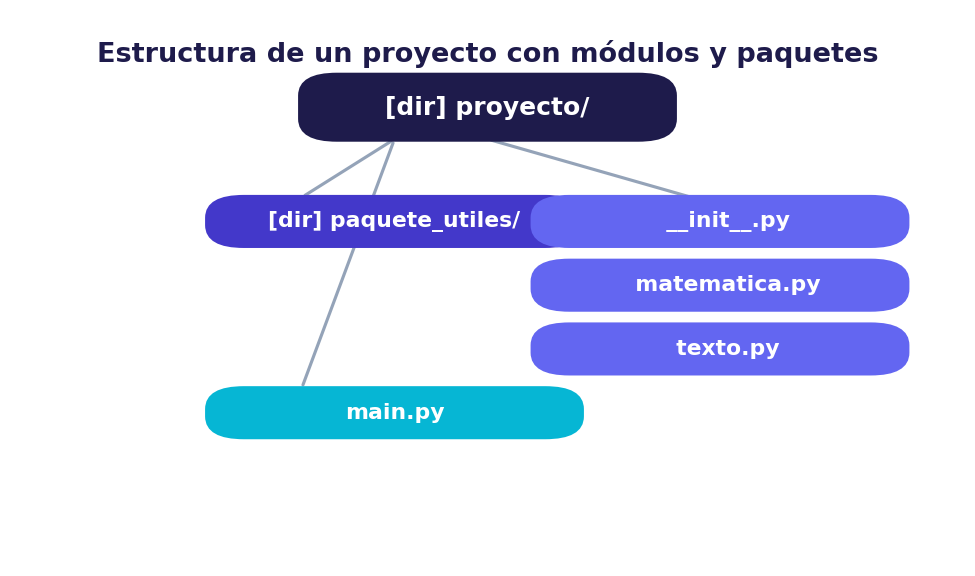 Estructura de un proyecto con módulos y paquetes
[dir] proyecto/
[dir] paquete_utiles/
__init__.py
matematica.py
texto.py
main.py